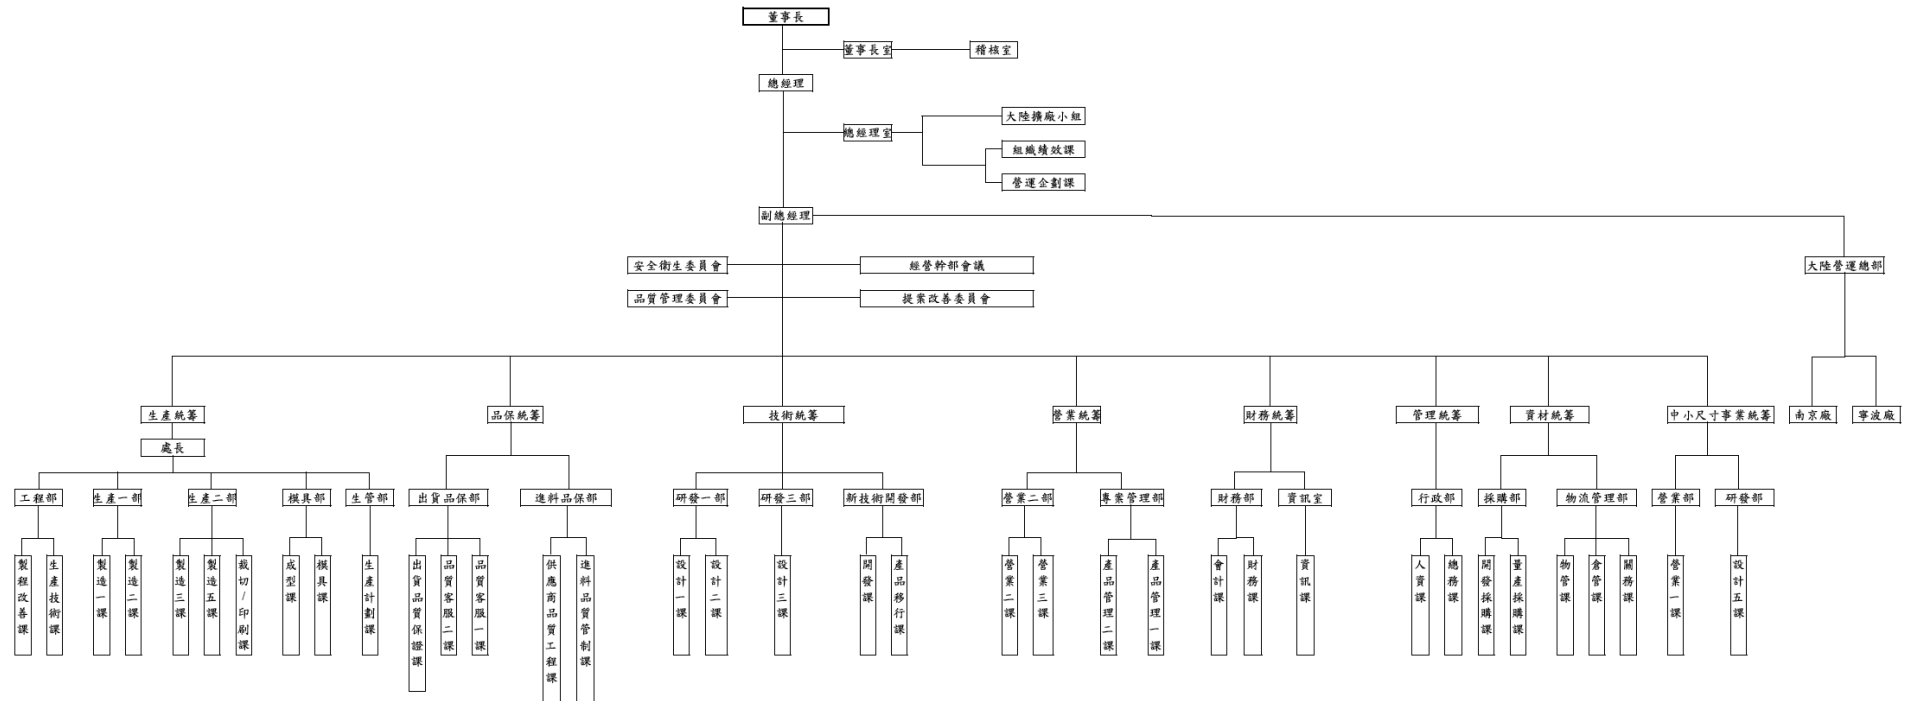 董事長
董事長室
稽核室
總經理
大陸擴廠小組
總經理室
組織績效課
營運企劃課
副總經理
安全衛生委員會
經營幹部會議
大陸營運總部
品質管理委員會
提案改善委員會
生產統籌
品保統籌
技術統籌
營業統籌
財務統籌
管理統籌
資材統籌
中小尺寸事業統籌
南京廠
寧波廠
處長
工程部
生產一部
生產二部
模具部
生管部
出貨品保部
進料品保部
研發一部
研發三部
新技術開發部
營業二部
專案管理部
財務部
資訊室
行政部
採購部
物流管理部
營業部
研發部
製程改善課
生產技術課
製造一課
製造二課
製造三課
製造五課
裁切/印刷課
成型課
模具課
生產計劃課
出貨品質保證課
品質客服二課
品質客服一課
供應商品質工程課
進料品質管制課
設計一課
設計二課
設計三課
開發課
產品移行課
營業二課
營業三課
產品管理二課
產品管理一課
會計課
財務課
資訊課
人資課
總務課
開發採購課
量產採購課
物管課
倉管課
關務課
營業一課
設計五課